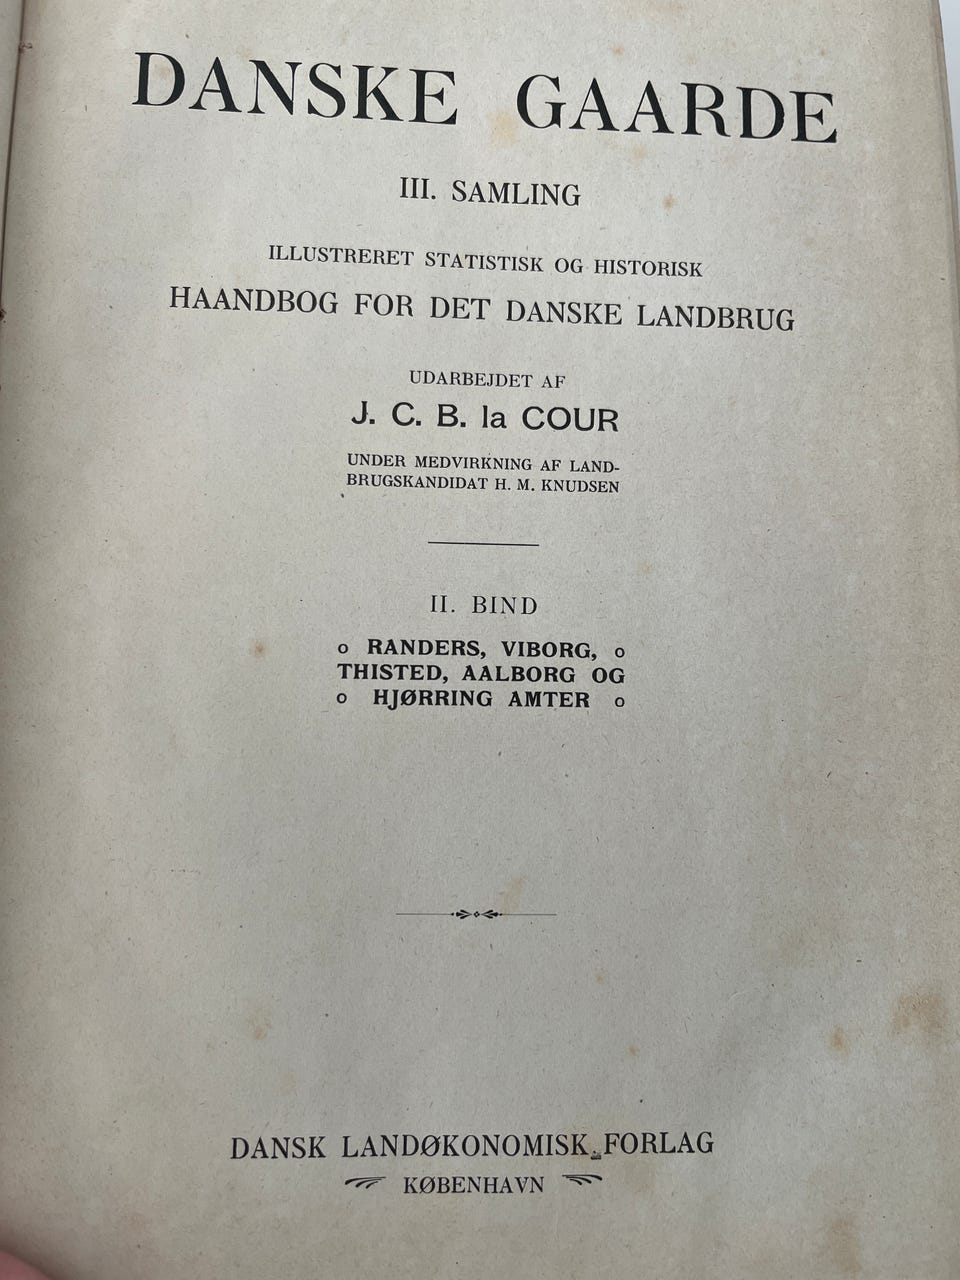 DANSKE GAARDE
III. SAMLING
ILLUSTRERET STATISTISK OG HISTORISK
HAANDBOG FOR DET DANSKE LANDBRUG
UDARBEJDET AF
J. C. B. la COUR
UNDER MEDVIRKNING AF LAND-
BRUGSKANDIDAT H. M. KNUDSEN
II. BIND
o RANDERS, VIBORG, o
THISTED, AALBORG OG
o HJØRRING AMTER o
DANSK LANDØKONOMISK FORLAG
KØBENHAVN